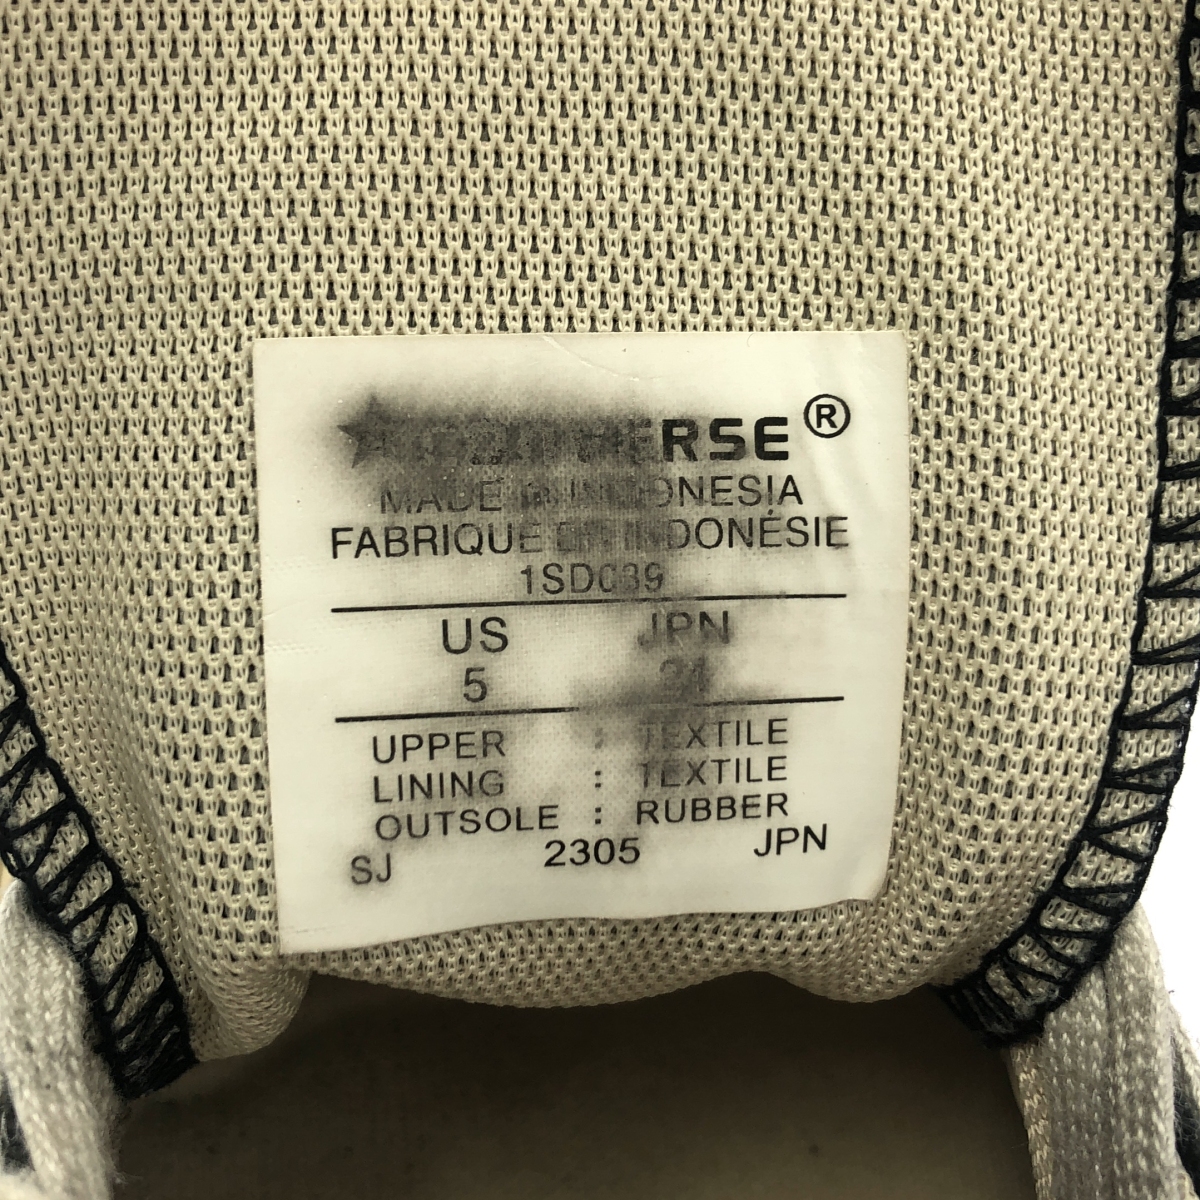 CONVERSE®
MADE IN INDONESIA
FABRIQUE EN INDONÉSIE
1SD039
US JPN
5
UPPER : TEXTILE
LINING : TEXTILE
OUTSOLE : RUBBER
SJ 2305 JPN